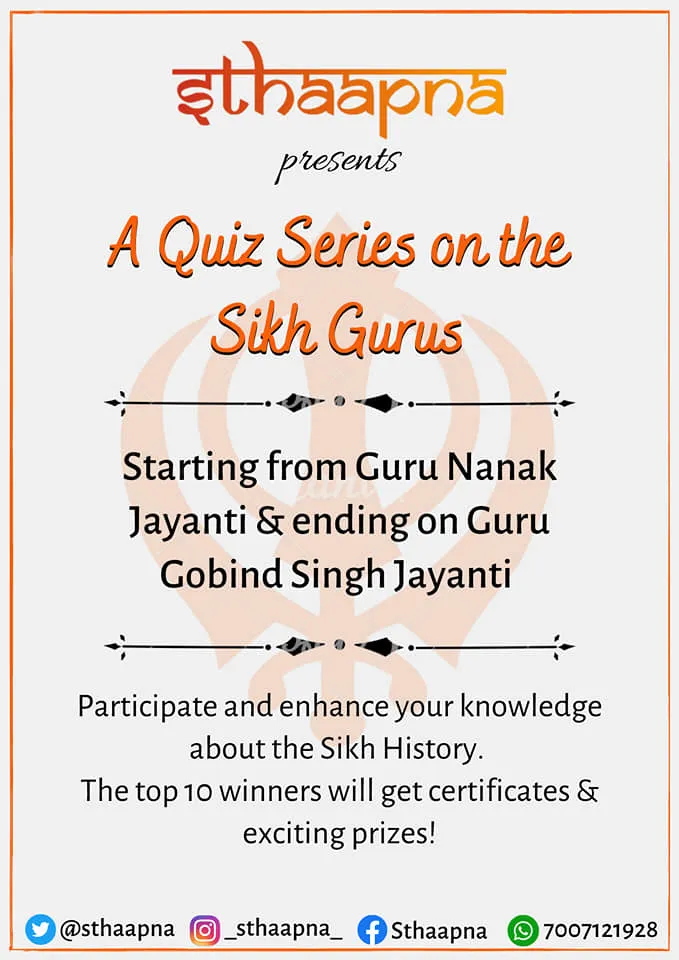 sthaapna
presents
A Quiz Series on the
Sikh Gurus
Starting from Guru Nanak
Jayanti & ending on Guru
Gobind Singh Jayanti
Participate and enhance your knowledge
about the Sikh History.
The top 10 winners will get certificates &
exciting prizes!
@sthaapna _sthaapna_ Sthaapna 7007121928